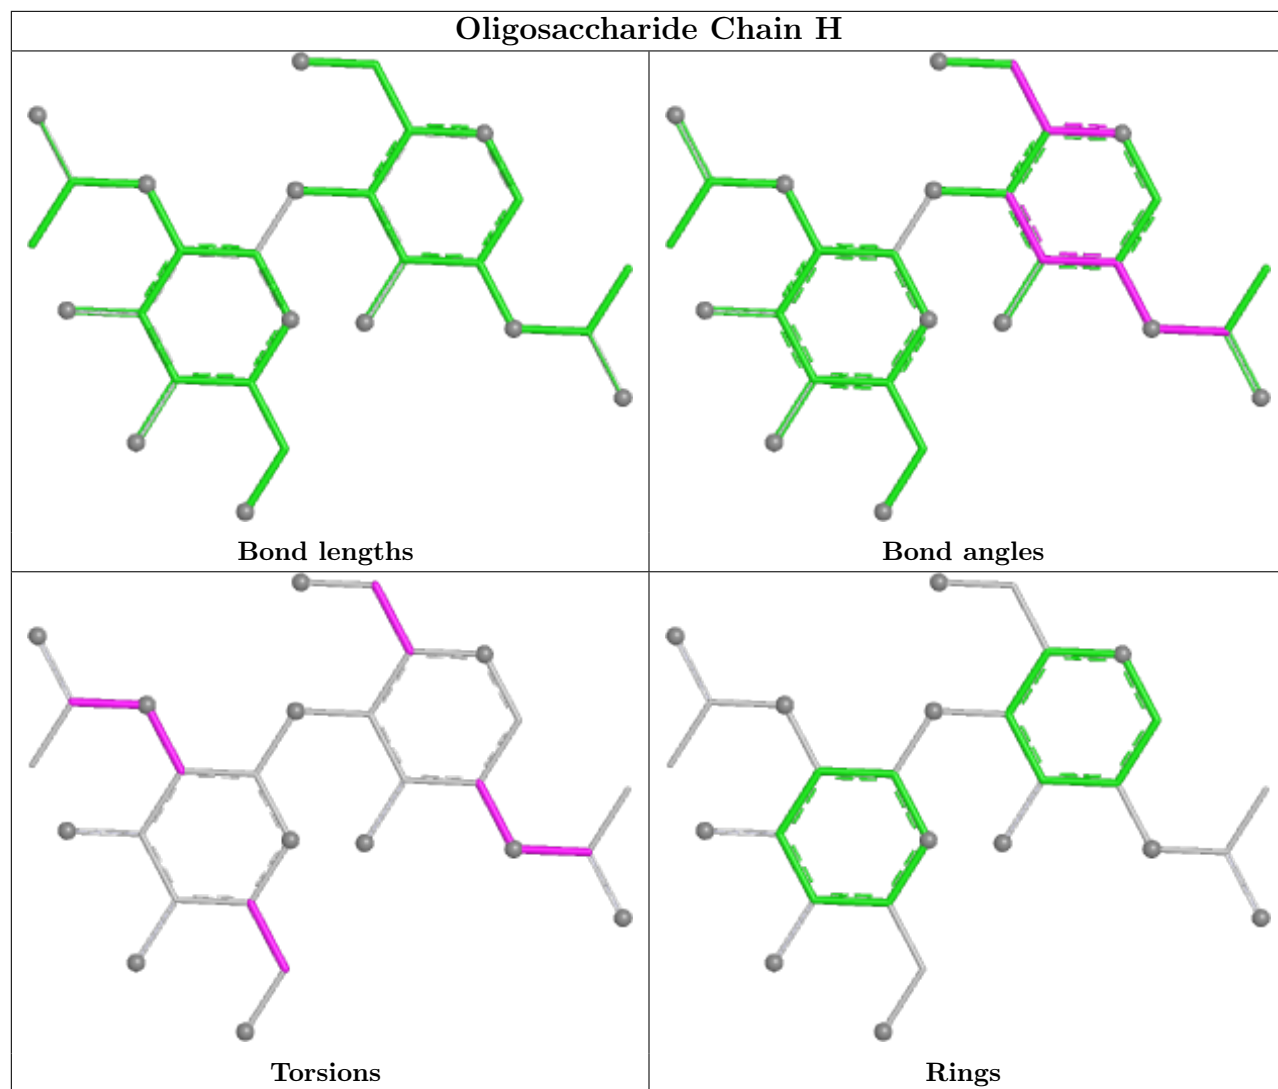 Oligosaccharide Chain H
Bond lengths
Bond angles
Torsions
Rings